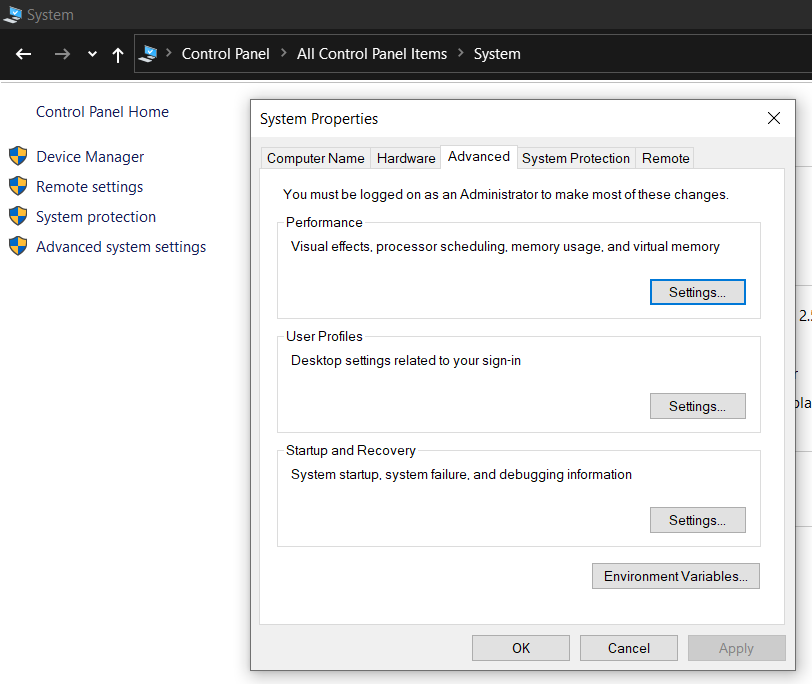 System
Control Panel > All Control Panel Items > System
Control Panel Home
Device Manager
Remote settings
System protection
Advanced system settings
System Properties
Computer Name Hardware Advanced System Protection Remote
You must be logged on as an Administrator to make most of these changes.
Performance
Visual effects, processor scheduling, memory usage, and virtual memory
Settings...
User Profiles
Desktop settings related to your sign-in
Settings...
Startup and Recovery
System startup, system failure, and debugging information
Settings...
Environment Variables...
OK Cancel Apply